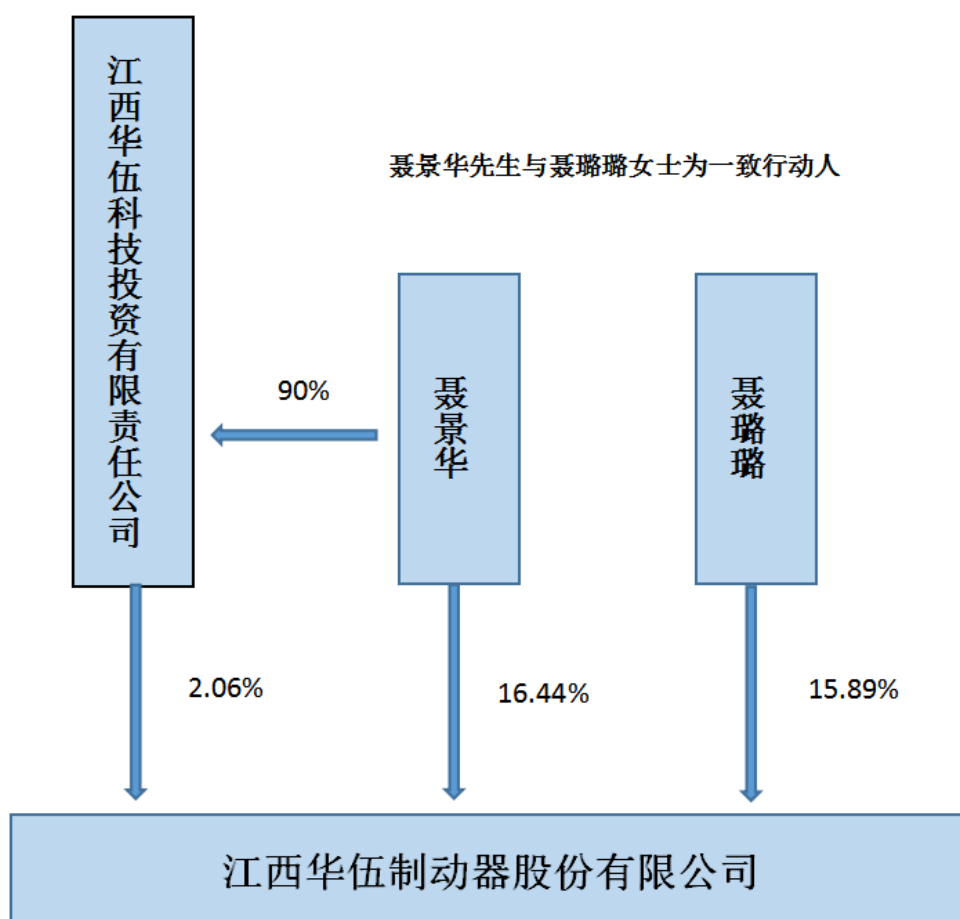 江西华伍科技投资有限责任公司
聂景华先生与聂璐璐女士为一致行动人
90%
聂景华
聂璐璐
2.06%
16.44%
15.89%
江西华伍制动器股份有限公司